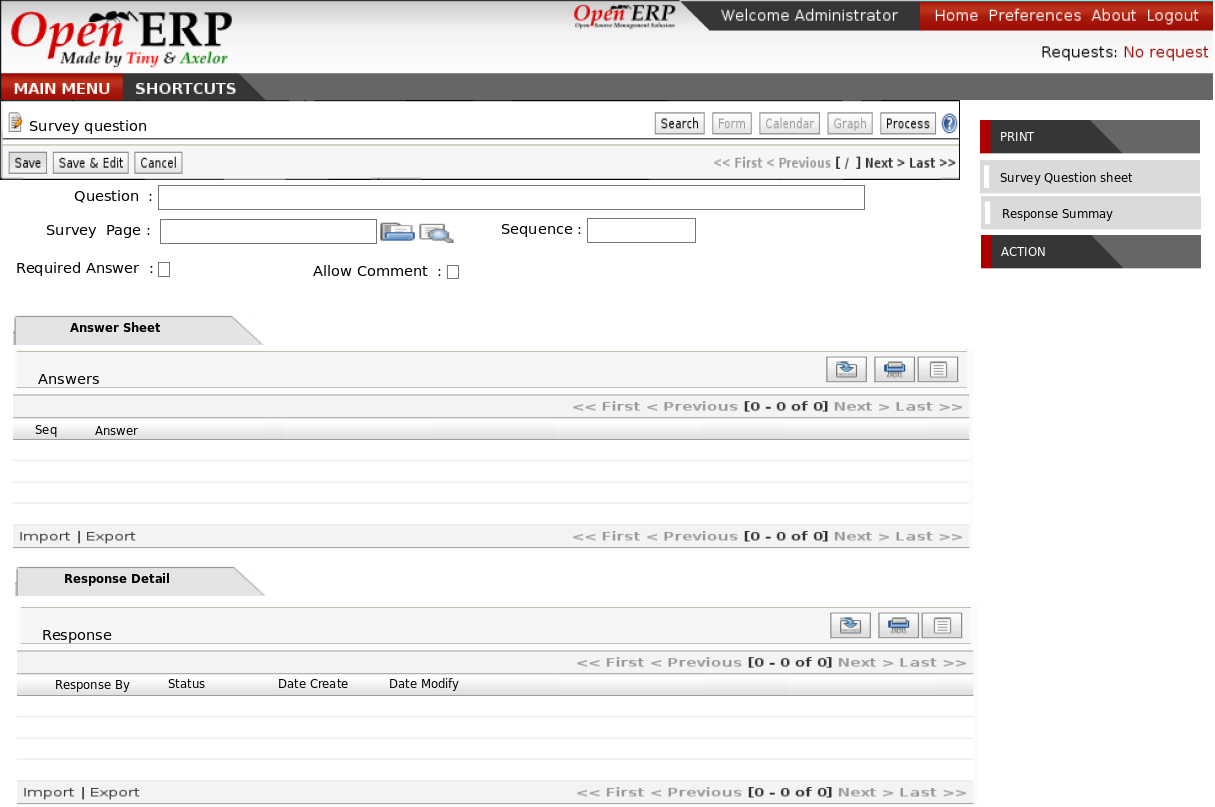 Open ERP
Made by Tiny & Axelor
Open ERP
Open Source Management Solution
Welcome Administrator
Home Preferences About Logout
Requests: No request
MAIN MENU SHORTCUTS
Survey question
Search Form Calendar Graph Process ?
Save Save & Edit Cancel
<< First < Previous [ / ] Next > Last >>
PRINT
Survey Question sheet
Response Summay
ACTION
Question :
Survey Page :
Sequence :
Required Answer :
Allow Comment :
Answer Sheet
Answers
<< First < Previous [0 - 0 of 0] Next > Last >>
Seq Answer
Import | Export << First < Previous [0 - 0 of 0] Next > Last >>
Response Detail
Response
<< First < Previous [0 - 0 of 0] Next > Last >>
Response By Status Date Create Date Modify
Import | Export << First < Previous [0 - 0 of 0] Next > Last >>